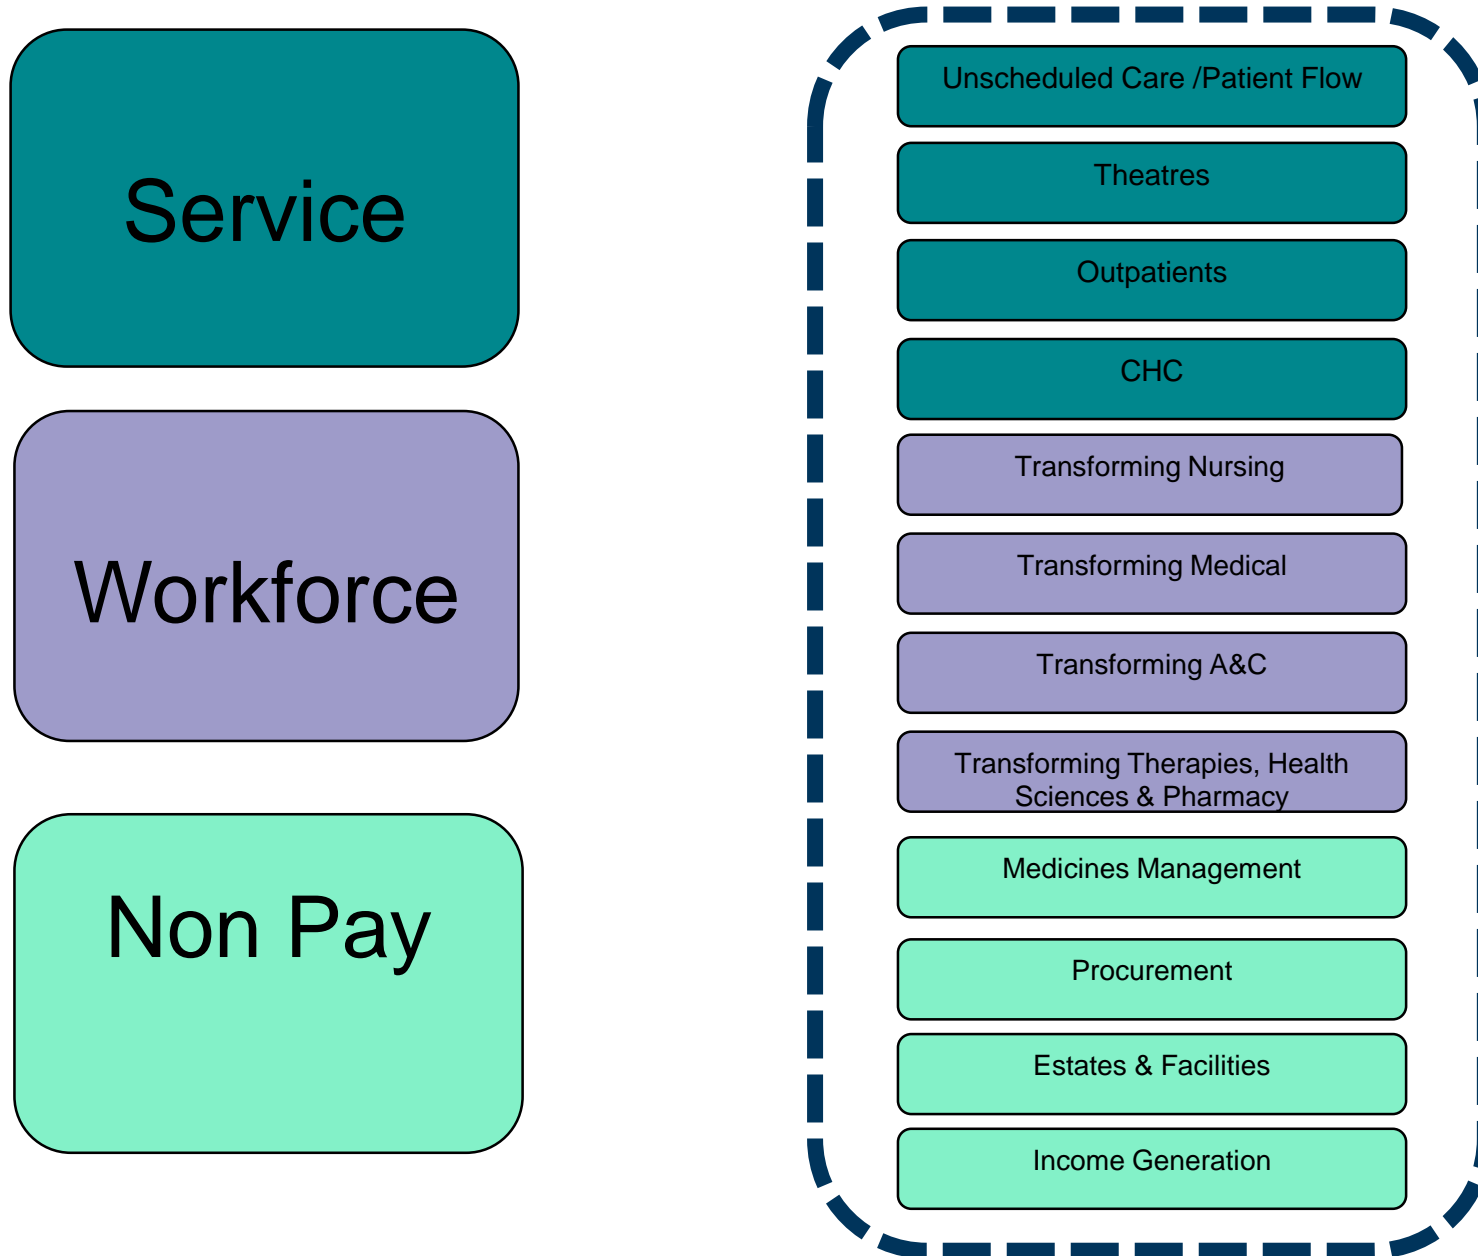 Service
Workforce
Non Pay
Unscheduled Care /Patient Flow
Theatres
Outpatients
CHC
Transforming Nursing
Transforming Medical
Transforming A&C
Transforming Therapies, Health
Sciences & Pharmacy
Medicines Management
Procurement
Estates & Facilities
Income Generation